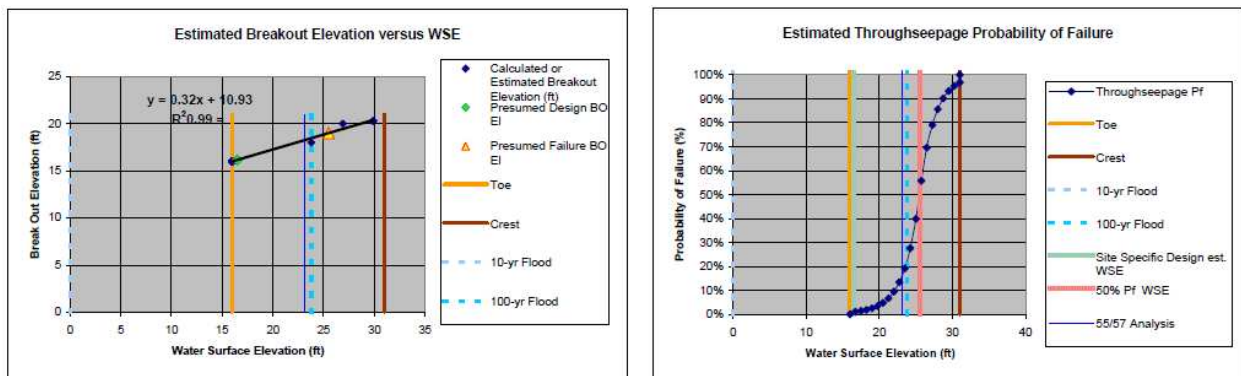 Estimated Breakout Elevation versus WSE
25
20
15
10
5
0
Break Out Elevation (ft)
y = 0.32x + 10.93
R²0.99 =
0
5
10
15
20
25
30
35
Water Surface Elevation (ft)
Calculated or
Estimated Breakout
Elevation (ft)
Presumed Design BO
El
Presumed Failure BO
El
Toe
Crest
10-yr Flood
100-yr Flood
Estimated Throughseepage Probability of Failure
100%
90%
80%
70%
60%
50%
40%
30%
20%
10%
0%
Probability of Failure (%)
0
10
20
30
40
Water Surface Elevation (ft)
Throughseepage Pf
Toe
Crest
10-yr Flood
100-yr Flood
Site Specific Design est.
WSE
50% Pf WSE
55/57 Analysis